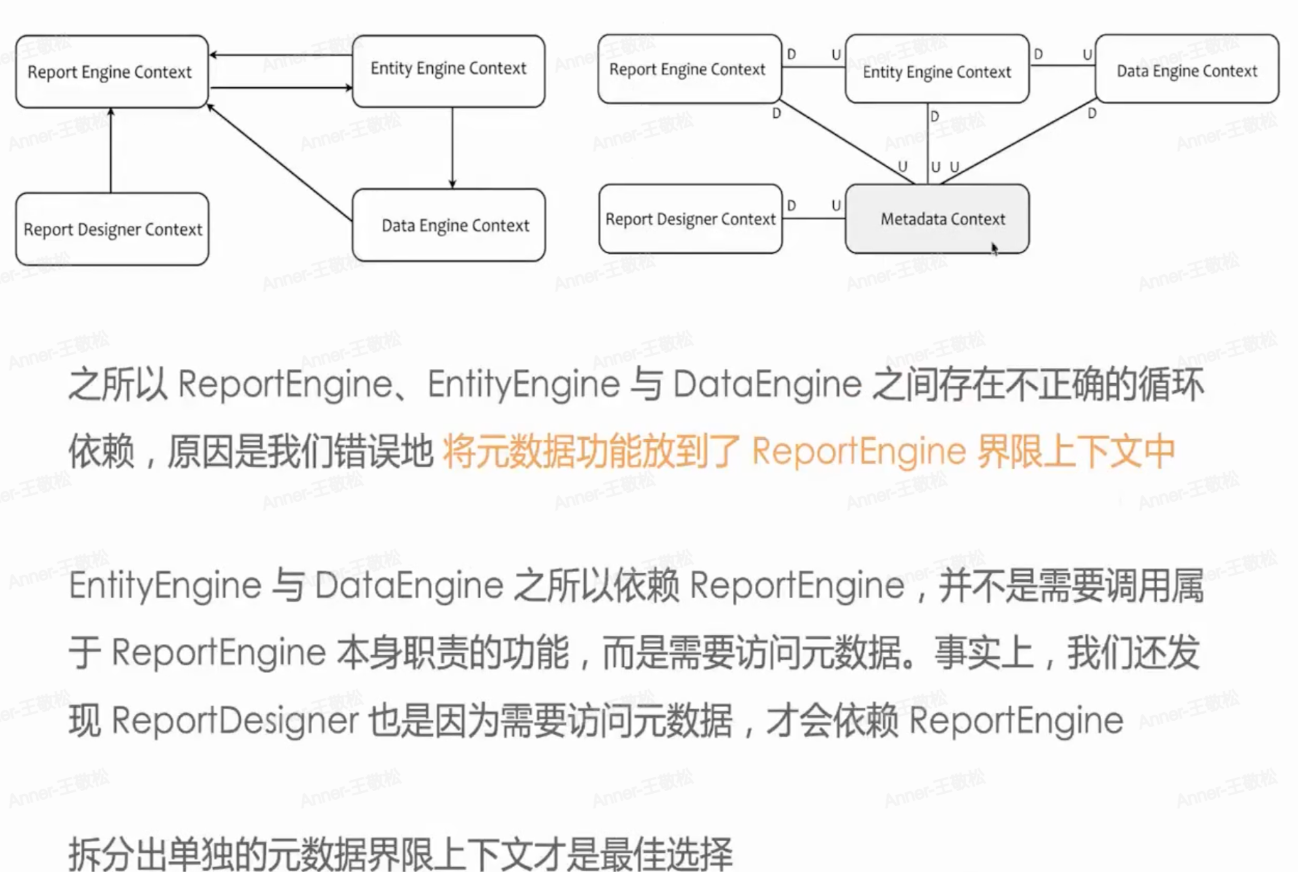 Report Engine Context
Entity Engine Context
Report Designer Context
Data Engine Context
Report Engine Context
D
U
Entity Engine Context
D
U
Data Engine Context
D
D
D
U
U
U
Report Designer Context
D
U
Metadata Context
之所以 ReportEngine、EntityEngine 与 DataEngine 之间存在不正确的循环
依赖，原因是我们错误地 将元数据功能放到了 ReportEngine 界限上下文中
EntityEngine 与 DataEngine 之所以依赖 ReportEngine，并不是需要调用属
于 ReportEngine 本身职责的功能，而是需要访问元数据。事实上，我们还发
现 ReportDesigner 也是因为需要访问元数据，才会依赖 ReportEngine
拆分出单独的元数据界限上下文才是最佳选择
Anner-王敬松